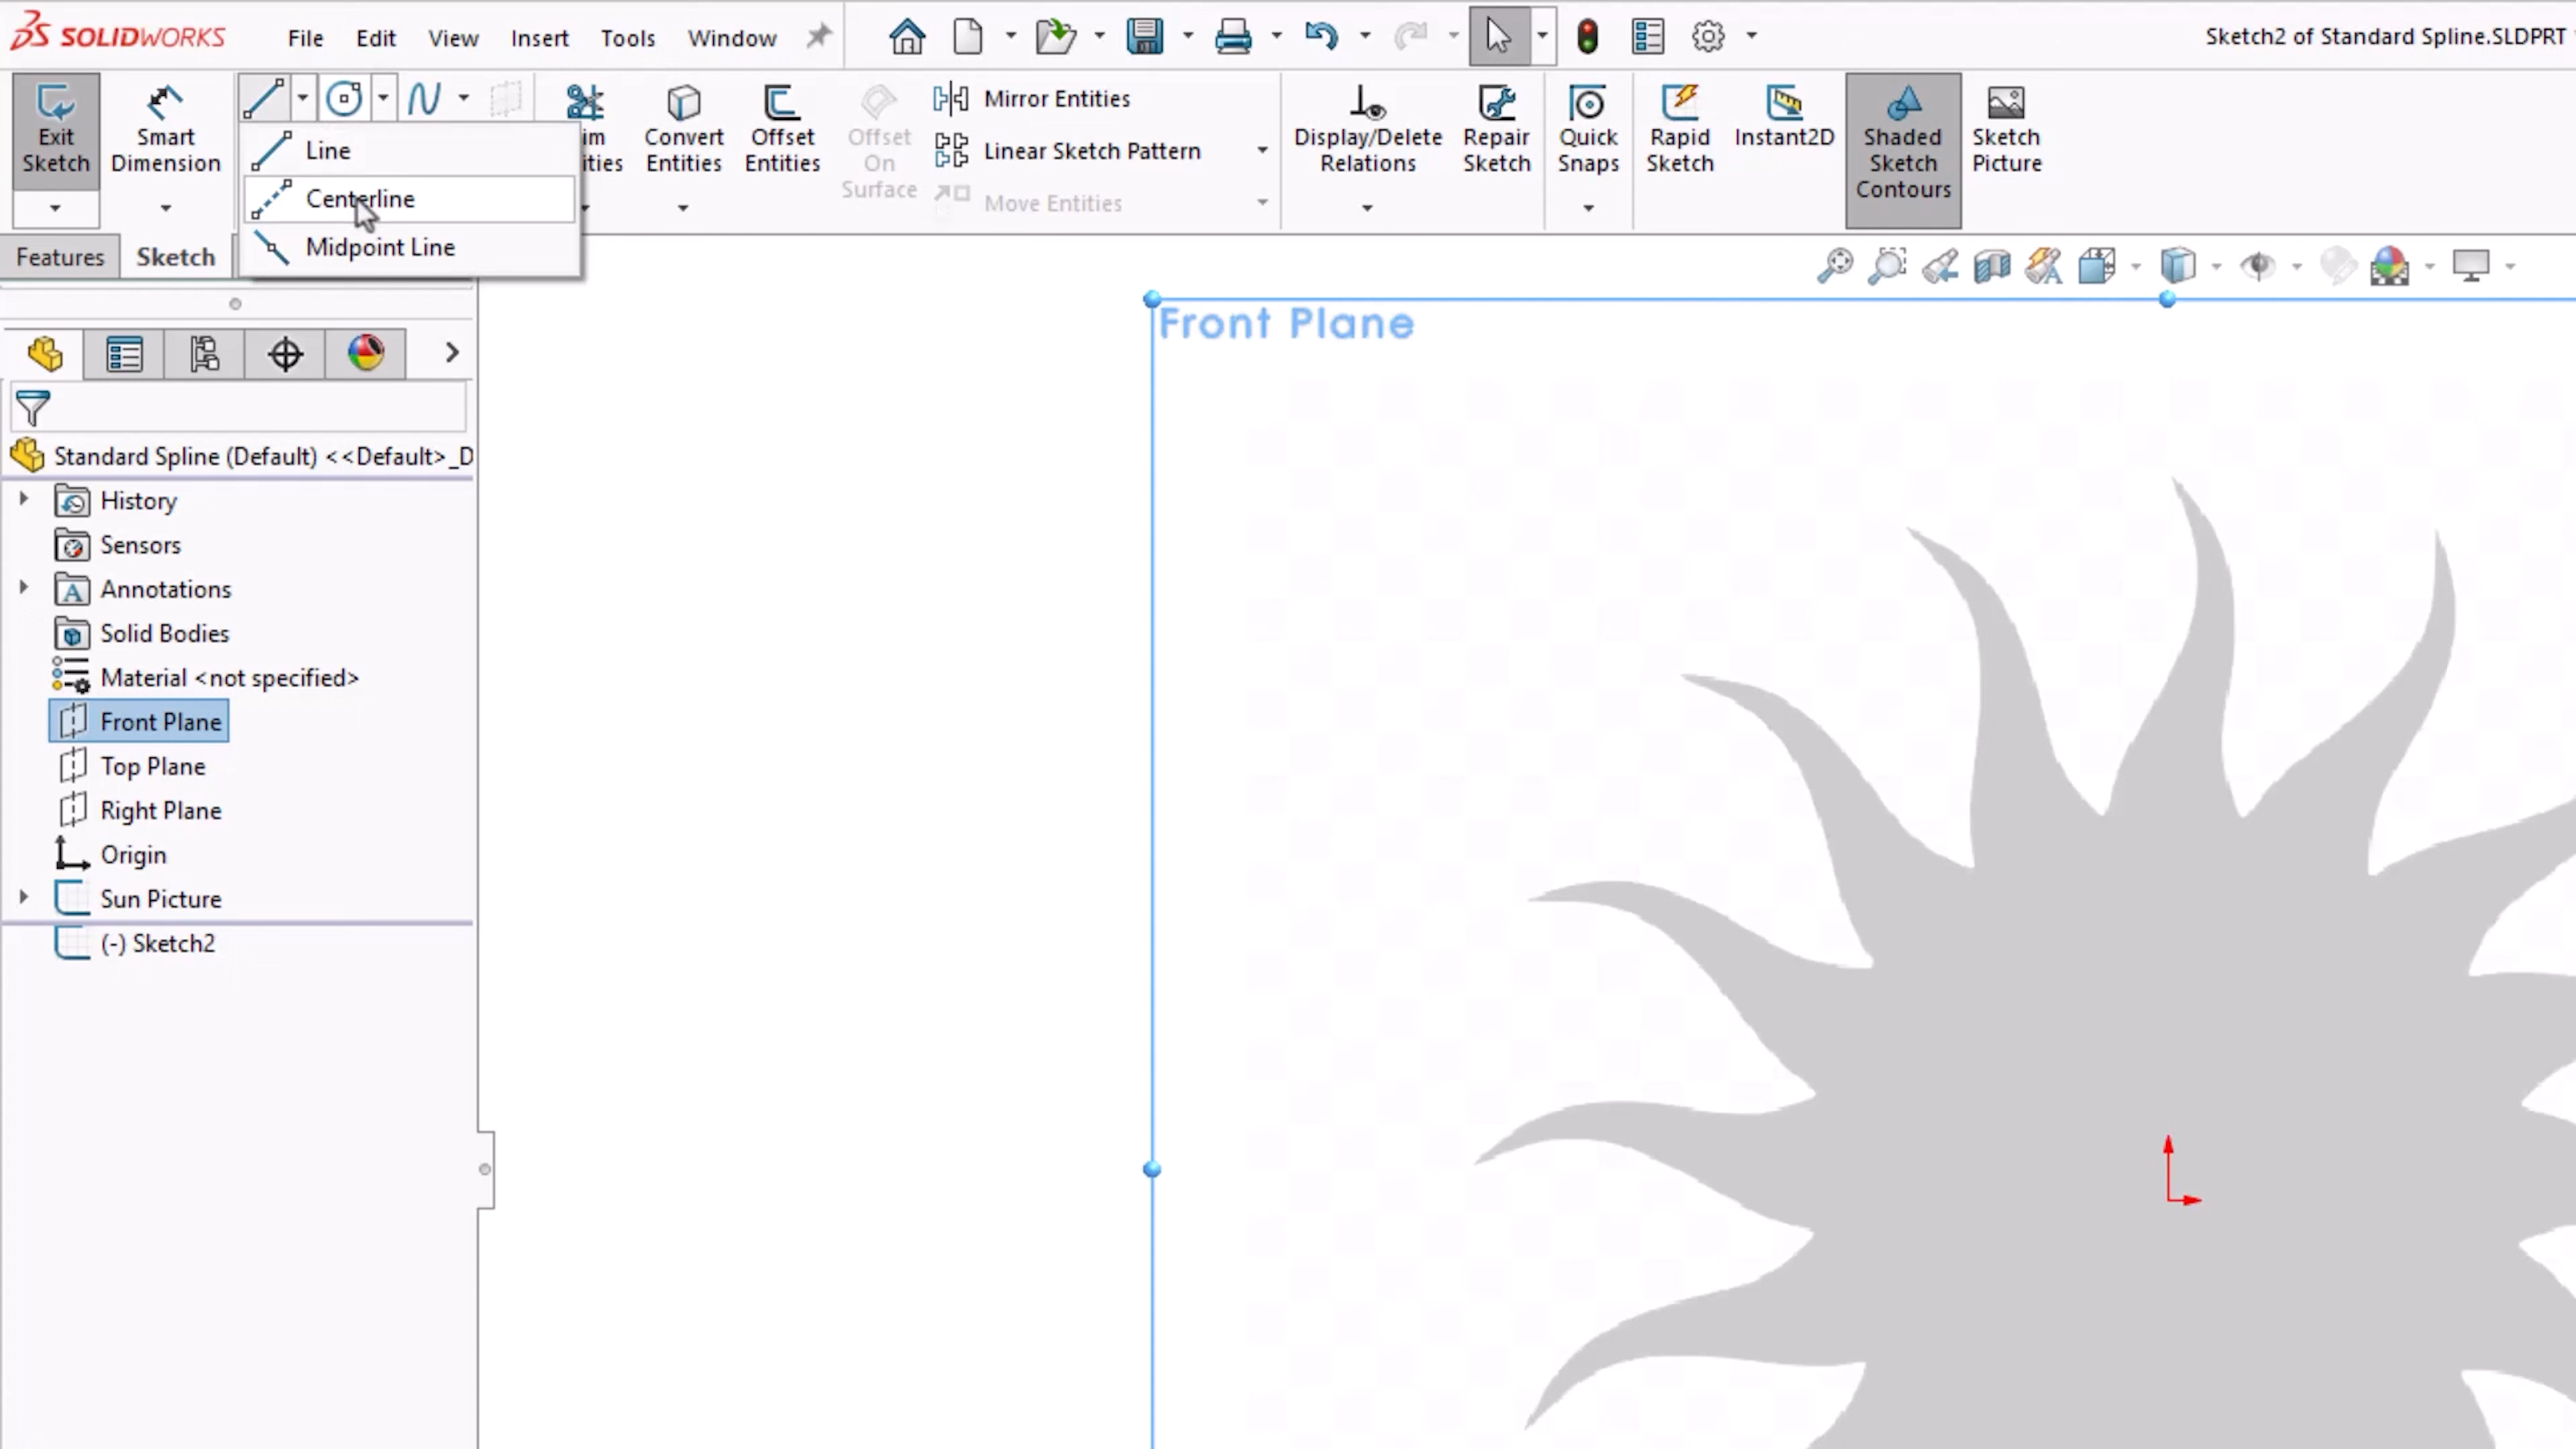 SOLIDWORKS File Edit View Insert Tools Window Sketch2 of Standard Spline.SLDPRT
Exit Sketch
Smart Dimension
Line
Centerline
Midpoint Line
Convert Entities
Offset Entities
Offset On Surface
Mirror Entities
Linear Sketch Pattern
Move Entities
Display/Delete Relations
Repair Sketch
Quick Snaps
Rapid Sketch
Instant2D
Shaded Sketch Contours
Sketch Picture
Features Sketch
Standard Spline (Default) <<Default>_D
History
Sensors
Annotations
Solid Bodies
Material <not specified>
Front Plane
Top Plane
Right Plane
Origin
Sun Picture
(-) Sketch2
Front Plane